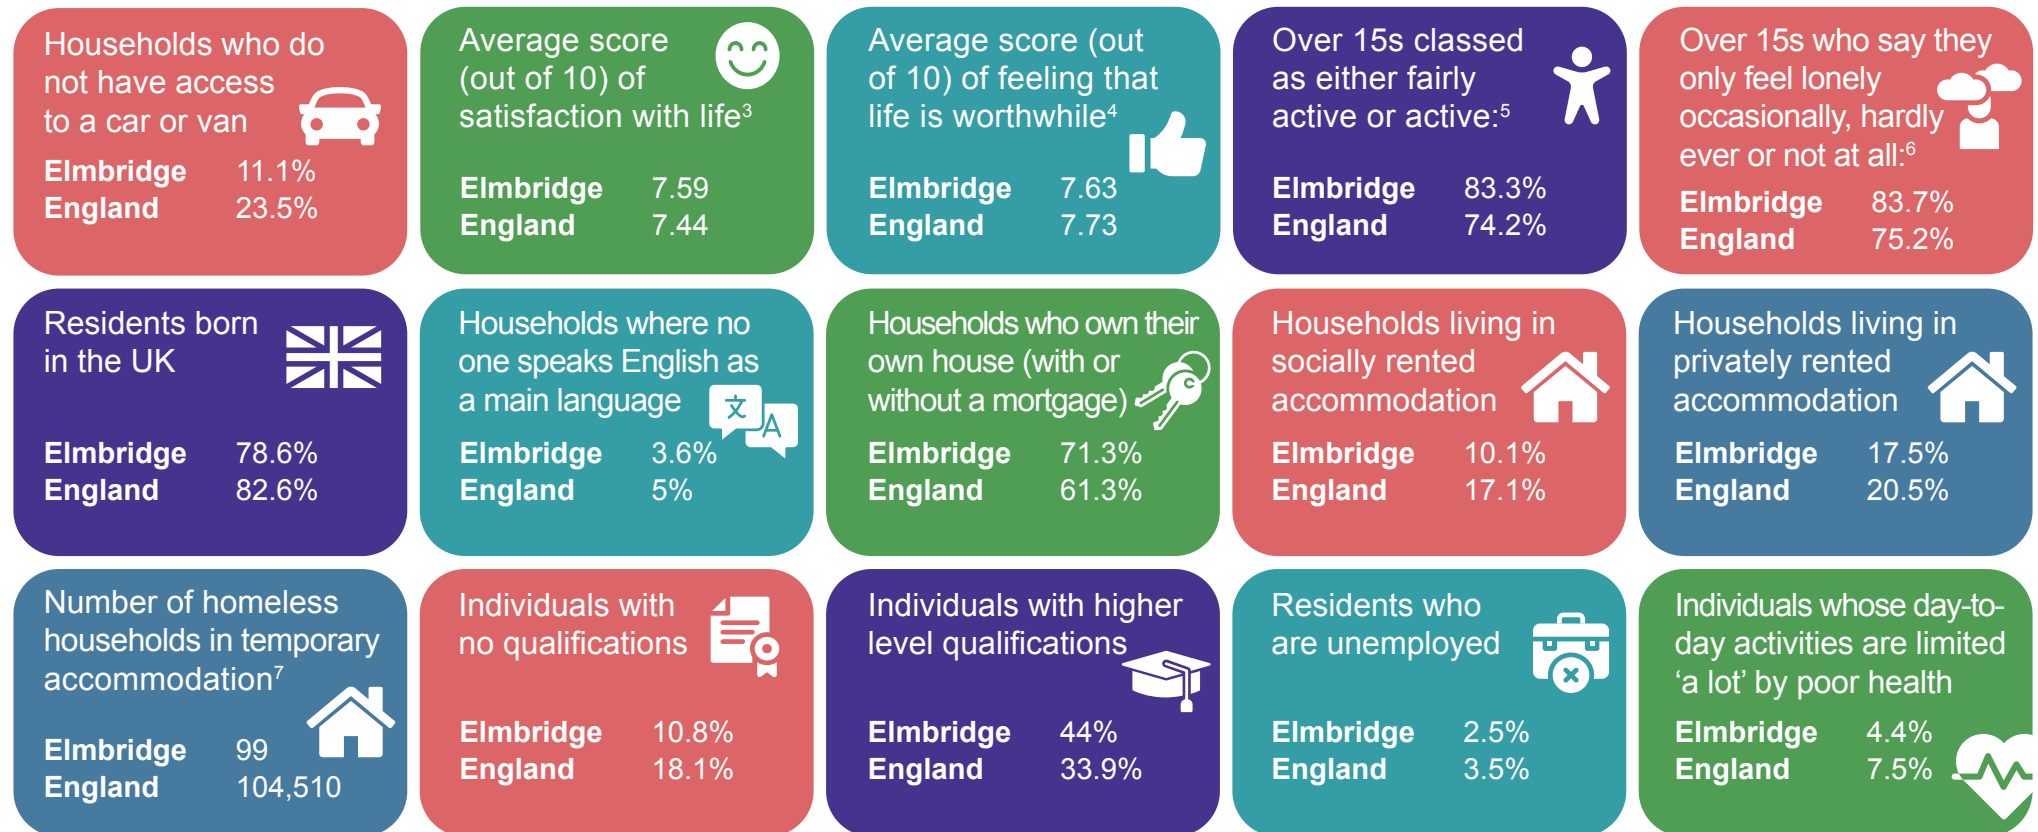 Households who do
not have access
to a car or van
Elmbridge 11.1%
England 23.5%
Average score
(out of 10) of
satisfaction with life³
Elmbridge 7.59
England 7.44
Average score (out
of 10) of feeling that
life is worthwhile⁴
Elmbridge 7.63
England 7.73
Over 15s classed
as either fairly
active or active:⁵
Elmbridge 83.3%
England 74.2%
Over 15s who say they
only feel lonely
occasionally, hardly
ever or not at all:⁶
Elmbridge 83.7%
England 75.2%
Residents born
in the UK
Elmbridge 78.6%
England 82.6%
Households where no
one speaks English as
a main language
文
A
Elmbridge 3.6%
England 5%
Households who own their
own house (with or
without a mortgage)
Elmbridge 71.3%
England 61.3%
Households living in
socially rented
accommodation
Elmbridge 10.1%
England 17.1%
Households living in
privately rented
accommodation
Elmbridge 17.5%
England 20.5%
Number of homeless
households in temporary
accommodation⁷
Elmbridge 99
England 104,510
Individuals with
no qualifications
Elmbridge 10.8%
England 18.1%
Individuals with higher
level qualifications
Elmbridge 44%
England 33.9%
Residents who
are unemployed
Elmbridge 2.5%
England 3.5%
Individuals whose day-to-
day activities are limited
‘a lot’ by poor health
Elmbridge 4.4%
England 7.5%